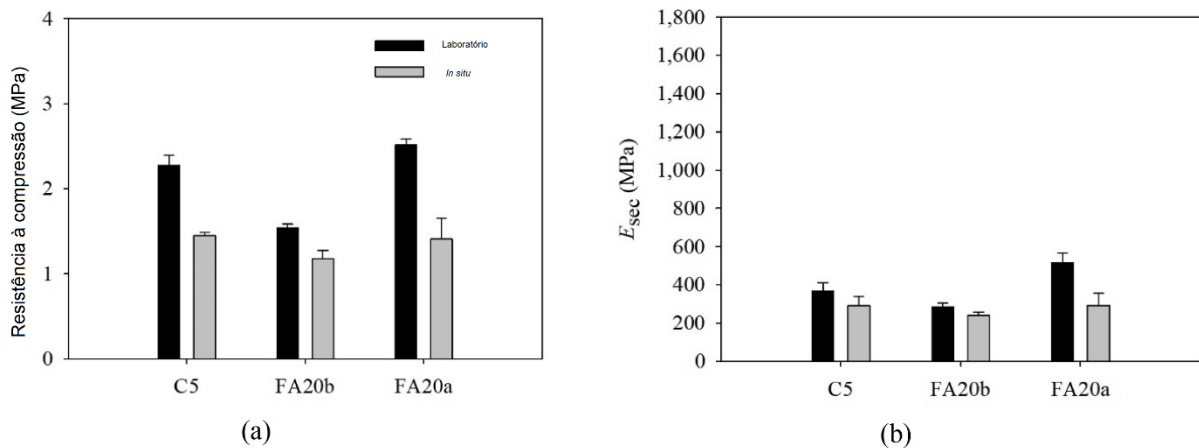 Resistência à compressão (MPa)
4
3
2
1
0
Laboratório
In situ
C5
FA20b
FA20a
(a)
Esec (MPa)
1,800
1,600
1,400
1,200
1,000
800
600
400
200
0
C5
FA20b
FA20a
(b)